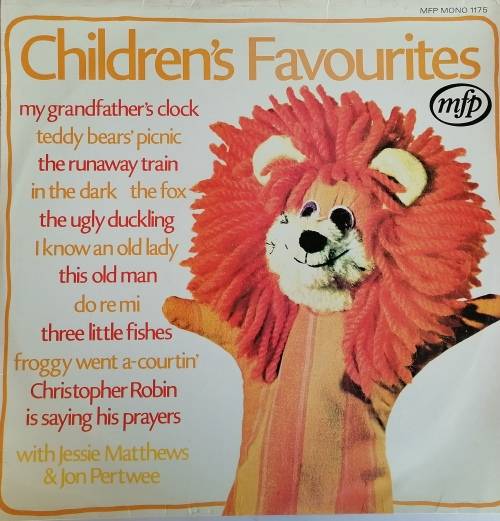 MFP MONO 1175
Children's Favourites
mfp
my grandfather's clock
teddy bears' picnic
the runaway train
in the dark the fox
the ugly duckling
I know an old lady
this old man
do re mi
three little fishes
froggy went a-courtin'
Christopher Robin
is saying his prayers
with Jessie Matthews
& Jon Pertwee